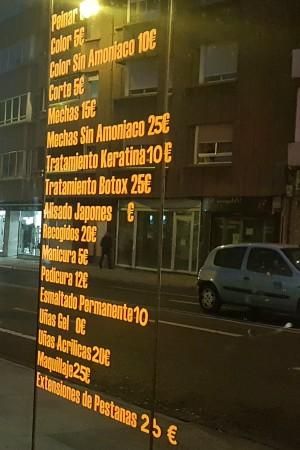 Peinar
Color 5€
Color Sin Amoniaco 10€
Corte 5€
Mechas 15€
Mechas Sin Amoniaco 25€
Tratamiento Keratina 10€
Tratamiento Botox 25€
Alisado Japones €
Recogidos 20€
Manicura 5€
Pedicura 12€
Esmaltado Permanente 10
Uñas Gel 0€
Uñas Acrilicas 20€
Maquillaje 25€
Extensiones de Pestanas 25 €